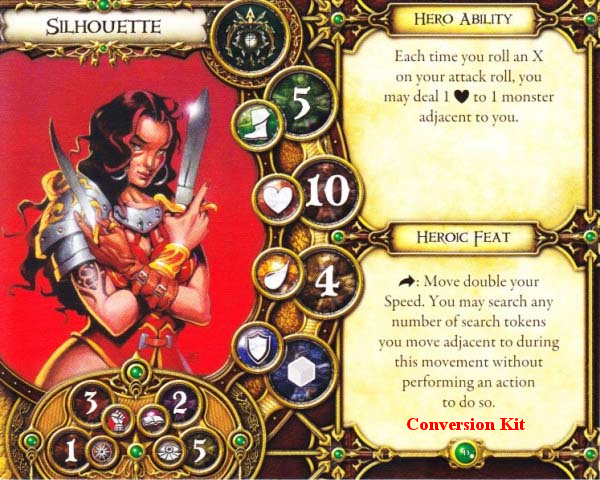 Silhouette
5
10
4
3
2
1
5
Hero Ability
Each time you roll an X
on your attack roll, you
may deal 1 ♥ to 1 monster
adjacent to you.
Heroic Feat
: Move double your
Speed. You may search any
number of search tokens
you move adjacent to during
this movement without
performing an action
to do so.
Conversion Kit